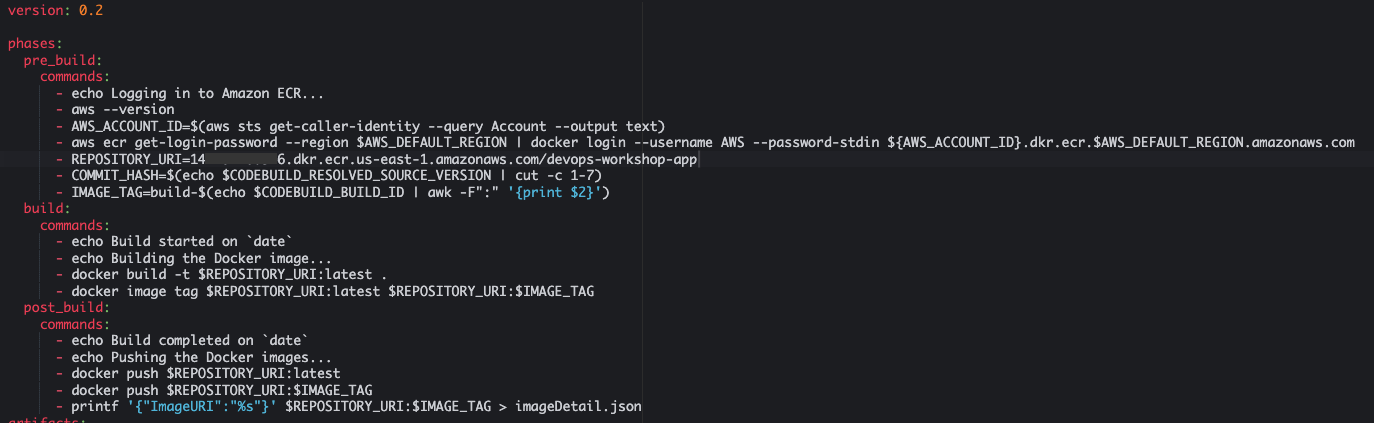 version: 0.2
phases:
  pre_build:
    commands:
      - echo Logging in to Amazon ECR...
      - aws --version
      - AWS_ACCOUNT_ID=$(aws sts get-caller-identity --query Account --output text)
      - aws ecr get-login-password --region $AWS_DEFAULT_REGION | docker login --username AWS --password-stdin ${AWS_ACCOUNT_ID}.dkr.ecr.$AWS_DEFAULT_REGION.amazonaws.com
      - REPOSITORY_URI=14 6.dkr.ecr.us-east-1.amazonaws.com/devops-workshop-app
      - COMMIT_HASH=$(echo $CODEBUILD_RESOLVED_SOURCE_VERSION | cut -c 1-7)
      - IMAGE_TAG=build-$(echo $CODEBUILD_BUILD_ID | awk -F":" '{print $2}')
  build:
    commands:
      - echo Build started on `date`
      - echo Building the Docker image...
      - docker build -t $REPOSITORY_URI:latest .
      - docker image tag $REPOSITORY_URI:latest $REPOSITORY_URI:$IMAGE_TAG
  post_build:
    commands:
      - echo Build completed on `date`
      - echo Pushing the Docker images...
      - docker push $REPOSITORY_URI:latest
      - docker push $REPOSITORY_URI:$IMAGE_TAG
      - printf '{"ImageURI":"%s"}' $REPOSITORY_URI:$IMAGE_TAG > imageDetail.json
artifacts: